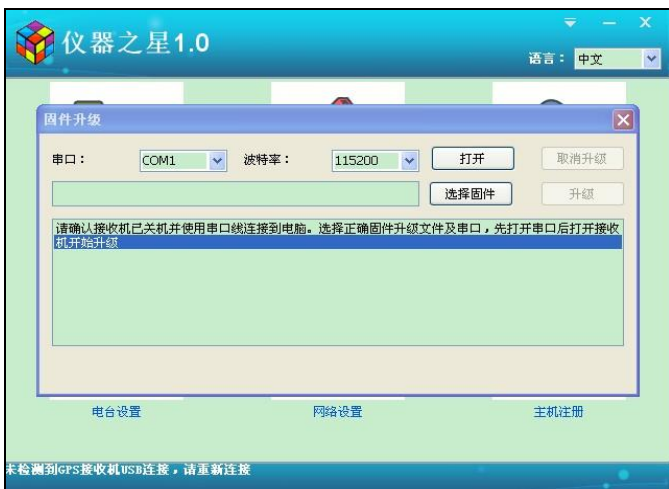 仪器之星1.0
语言： 中文
固件升级
串口： COM1 波特率： 115200 打开 取消升级
选择固件 升级
请确认接收机已关机并使用串口线连接到电脑。选择正确固件升级文件及串口，先打开串口后打开接收
机开始升级
电台设置 网络设置 主机注册
未检测到GPS接收机USB连接，请重新连接